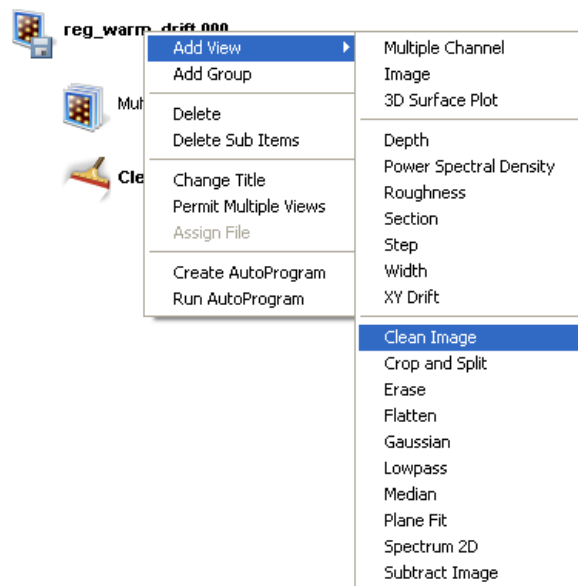 reg_warm_drift.000
Add View
Add Group
Mul
Delete
Delete Sub Items
Cle
Change Title
Permit Multiple Views
Assign File
Create AutoProgram
Run AutoProgram
Multiple Channel
Image
3D Surface Plot
Depth
Power Spectral Density
Roughness
Section
Step
Width
XY Drift
Clean Image
Crop and Split
Erase
Flatten
Gaussian
Lowpass
Median
Plane Fit
Spectrum 2D
Subtract Image